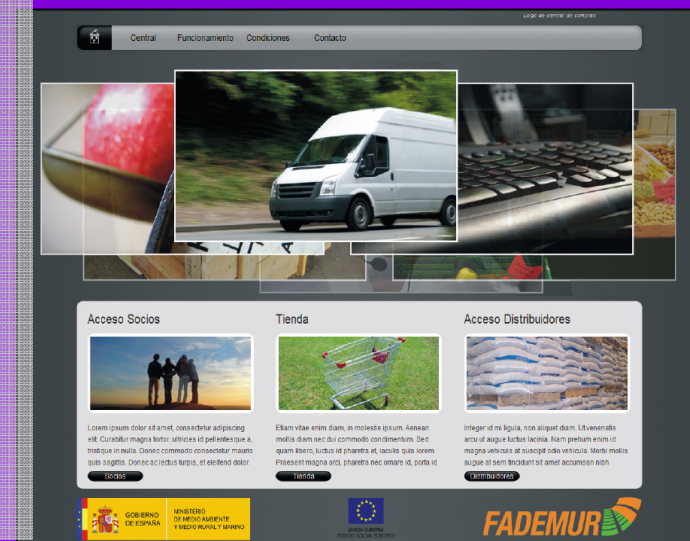 Logo de central de compras
Central Funcionamiento Condiciones Contacto
Acceso Socios
Lorem ipsum dolor sit amet, consectetur adipiscing
elit. Curabitur magna tortor, ultricies id pellentesque a,
tristique in nulla. Donec commodo consectetur mauris
quis sagittis. Donec ac lectus turpis, et eleifend dolor.
Socios
Tienda
Etiam vitae enim diam, in molestie ipsum. Aenean
mollis diam nec dui commodo condimentum. Sed
quam libero, luctus id pharetra et, iaculis quis lorem.
Praesent magna orci, pharetra nec ornare id, porta id
Tienda
Acceso Distribuidores
Integer id mi ligula, non aliquet diam. Ut venenatis
arcu ut augue luctus lacinia. Nam pretium enim id
magna vehicula at suscipit odio vehicula. Morbi mollis
augue at sem tincidunt sit amet accumsan nibh
Distribuidores
GOBIERNO
DE ESPAÑA
MINISTERIO
DE MEDIO AMBIENTE
Y MEDIO RURAL Y MARINO
UNIÓN EUROPEA
FONDO SOCIAL EUROPEO
FADEMUR